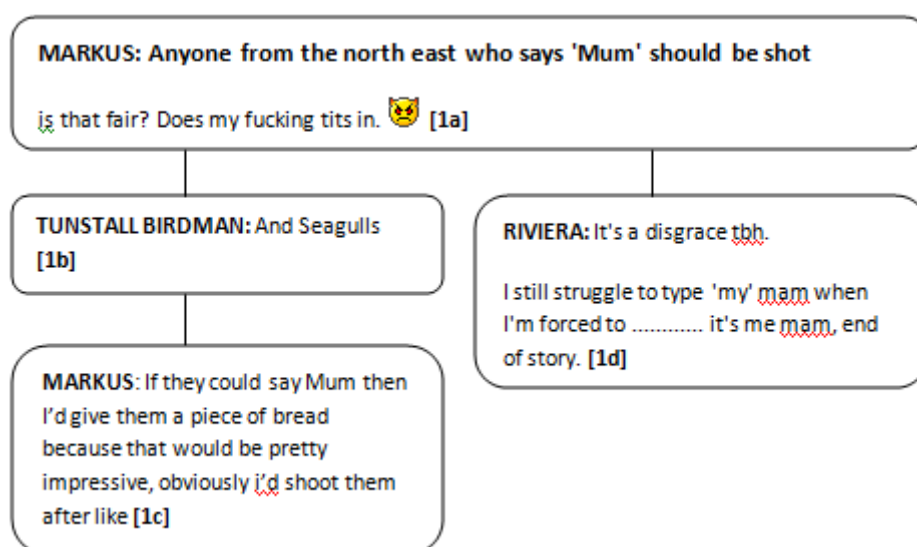 MARKUS: Anyone from the north east who says 'Mum' should be shot
is that fair? Does my fucking tits in. [1a]
TUNSTALL BIRDMAN: And Seagulls
[1b]
MARKUS: If they could say Mum then
I'd give them a piece of bread
because that would be pretty
impressive, obviously i'd shoot them
after like [1c]
RIVIERA: It's a disgrace tbh.
I still struggle to type 'my' mam when
I'm forced to ............ it's me mam, end
of story. [1d]